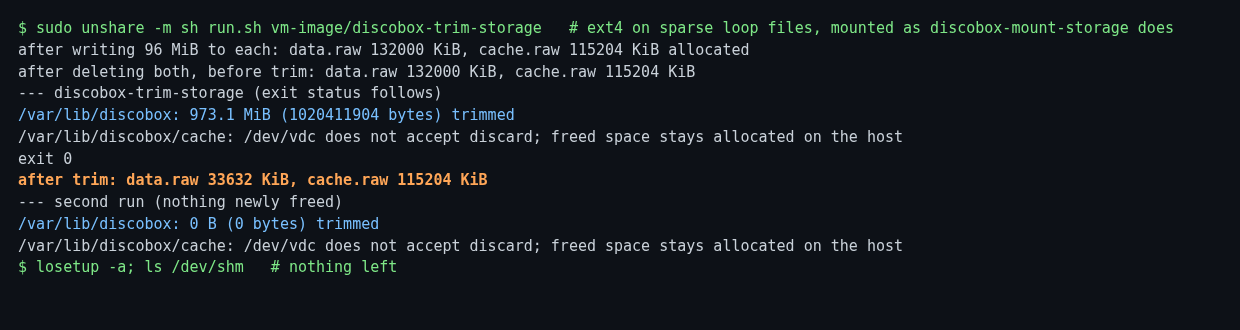 $ sudo unshare -m sh run.sh vm-image/discobox-trim-storage   # ext4 on sparse loop files, mounted as discobox-mount-storage does
after writing 96 MiB to each: data.raw 132000 KiB, cache.raw 115204 KiB allocated
after deleting both, before trim: data.raw 132000 KiB, cache.raw 115204 KiB
--- discobox-trim-storage (exit status follows)
/var/lib/discobox: 973.1 MiB (1020411904 bytes) trimmed
/var/lib/discobox/cache: /dev/vdc does not accept discard; freed space stays allocated on the host
exit 0
after trim: data.raw 33632 KiB, cache.raw 115204 KiB
--- second run (nothing newly freed)
/var/lib/discobox: 0 B (0 bytes) trimmed
/var/lib/discobox/cache: /dev/vdc does not accept discard; freed space stays allocated on the host
$ losetup -a; ls /dev/shm   # nothing left